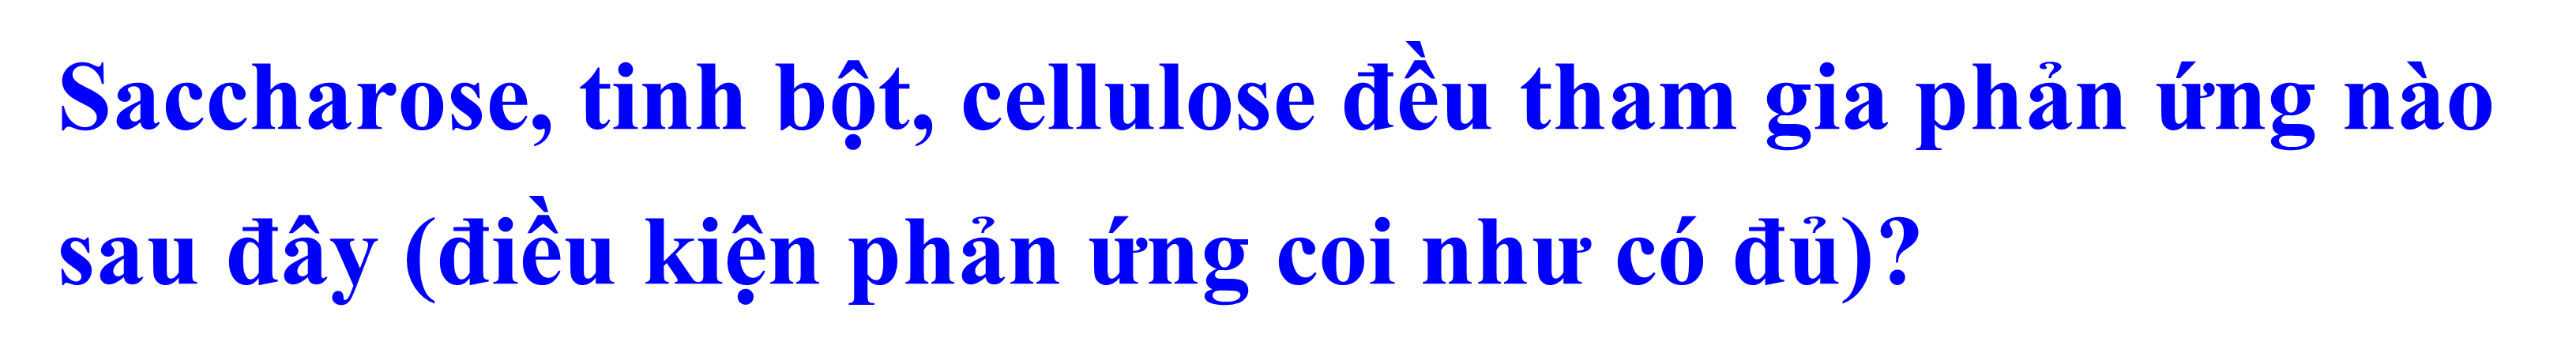 Saccharose, tinh bột, cellulose đều tham gia phản ứng nào
sau đây (điều kiện phản ứng coi như có đủ)?